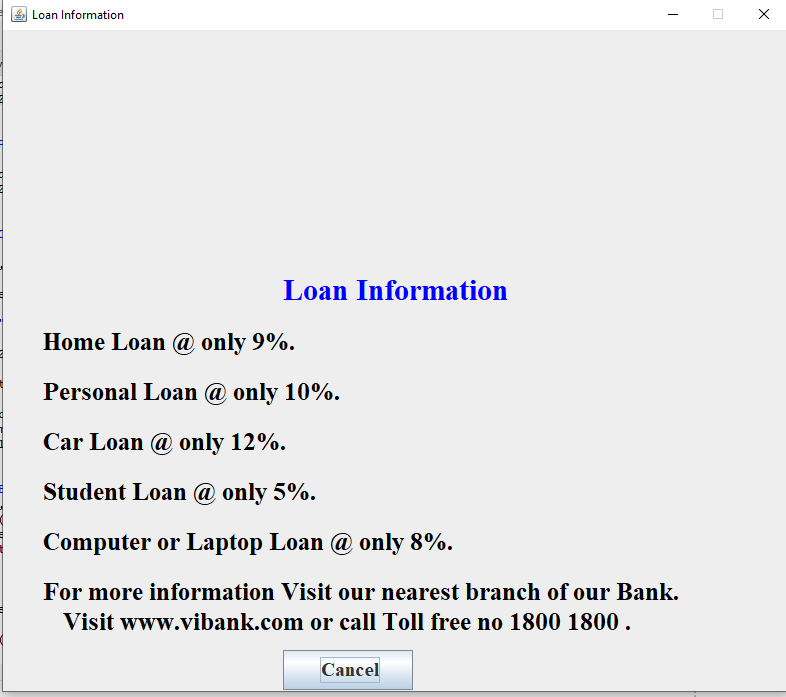 Loan Information
Loan Information
Home Loan @ only 9%.
Personal Loan @ only 10%.
Car Loan @ only 12%.
Student Loan @ only 5%.
Computer or Laptop Loan @ only 8%.
For more information Visit our nearest branch of our Bank.
Visit www.vibank.com or call Toll free no 1800 1800 .
Cancel